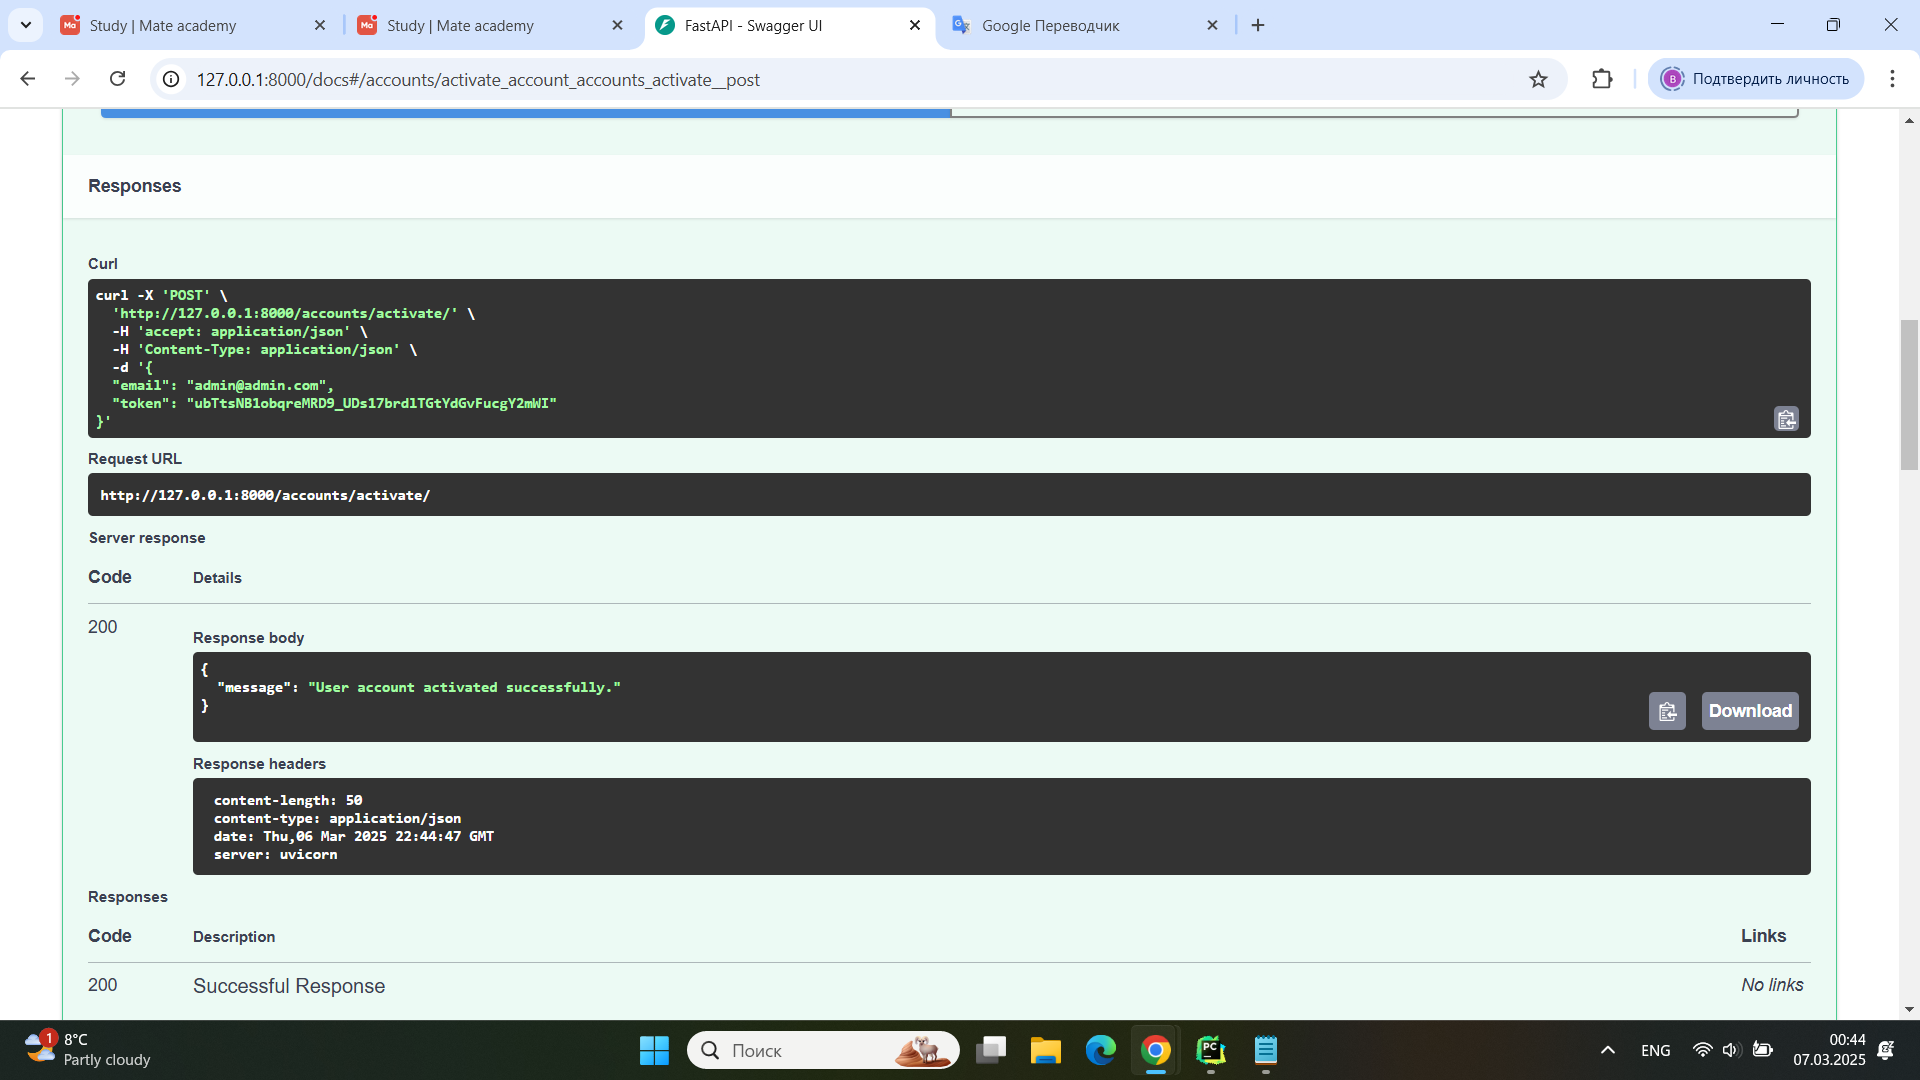 Study | Mate academy
Study | Mate academy
FastAPI - Swagger UI
Google Переводчик
127.0.0.1:8000/docs#/accounts/activate_account_accounts_activate__post
Подтвердить личность
Responses
Curl
curl -X 'POST' \
'http://127.0.0.1:8000/accounts/activate/' \
-H 'accept: application/json' \
-H 'Content-Type: application/json' \
-d '{
"email": "admin@admin.com",
"token": "ubTtsNB1obqreMRD9_UDs17brdlTGtYdGvFucgY2mWI"
}'
Request URL
http://127.0.0.1:8000/accounts/activate/
Server response
Code Details
200
Response body
{
"message": "User account activated successfully."
}
Download
Response headers
content-length: 50
content-type: application/json
date: Thu,06 Mar 2025 22:44:47 GMT
server: uvicorn
Responses
Code Description Links
200 Successful Response No links
1
8°C
Partly cloudy
Поиск
PC
ENG
00:44
07.03.2025